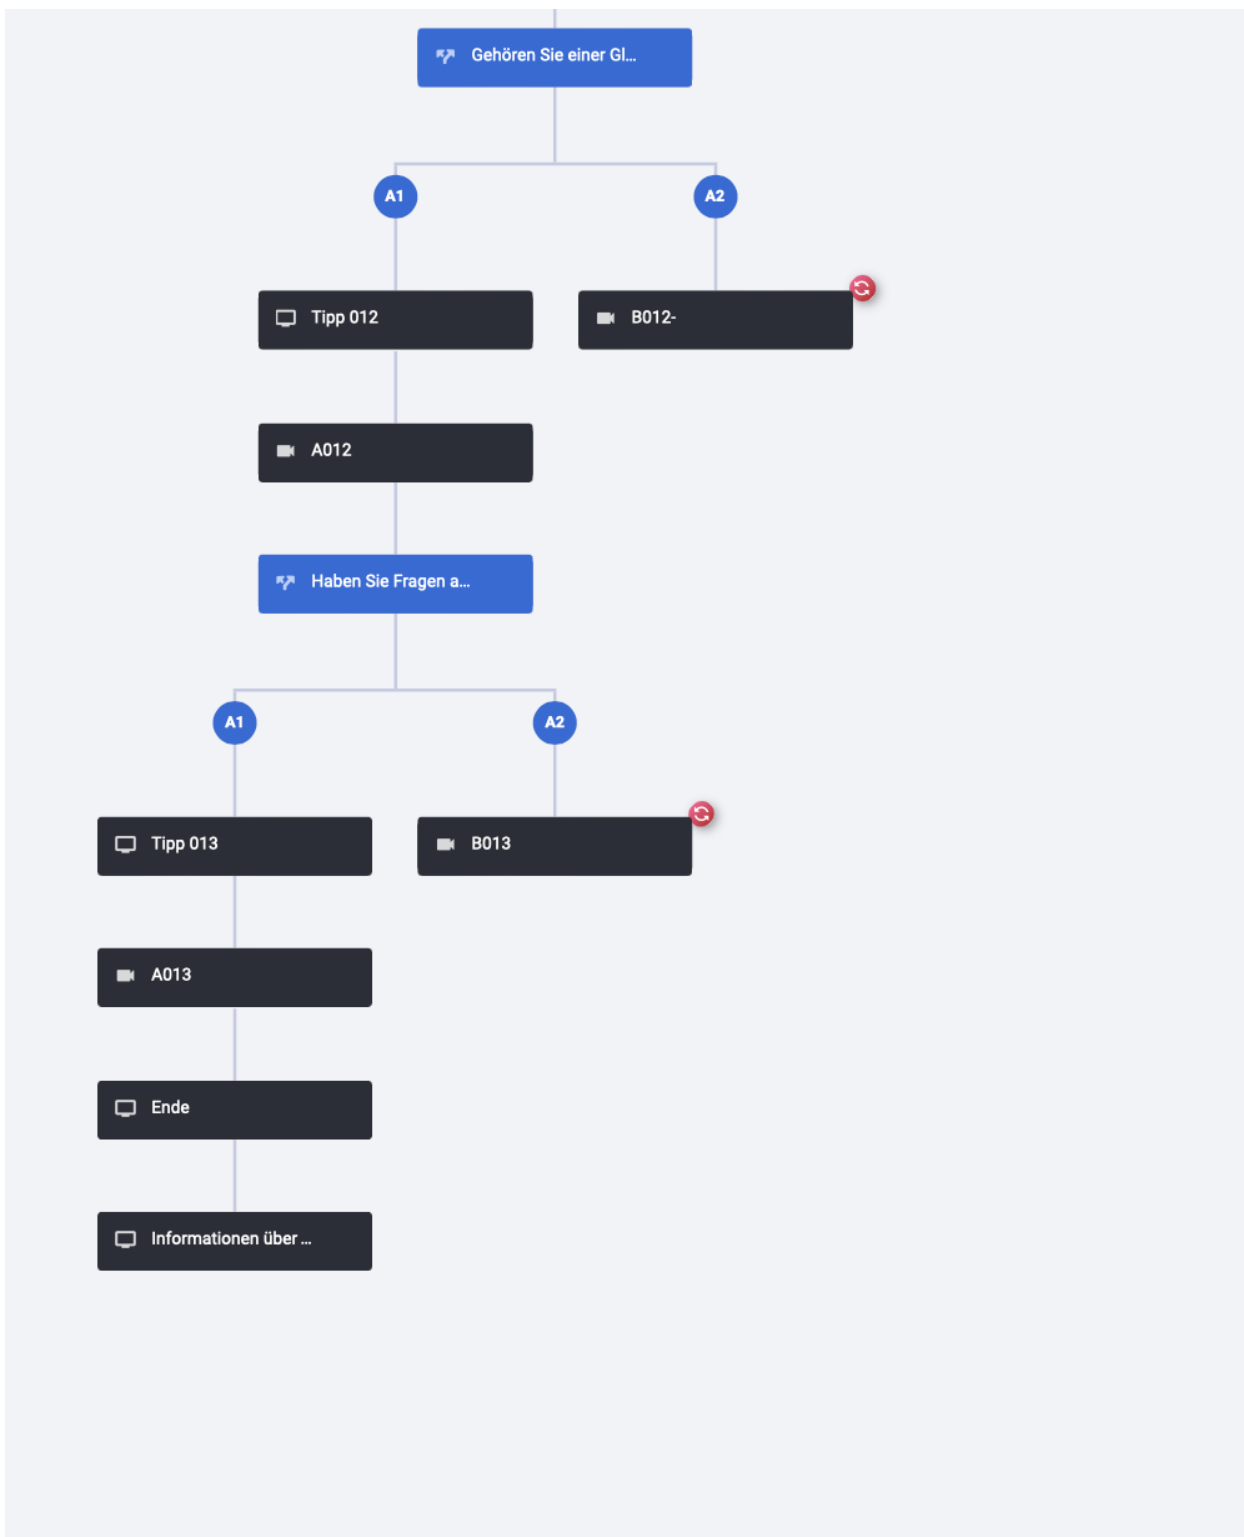 Gehören Sie einer Gl...
A1
A2
Tipp 012
B012-
A012
Haben Sie Fragen a...
A1
A2
Tipp 013
B013
A013
Ende
Informationen über ...